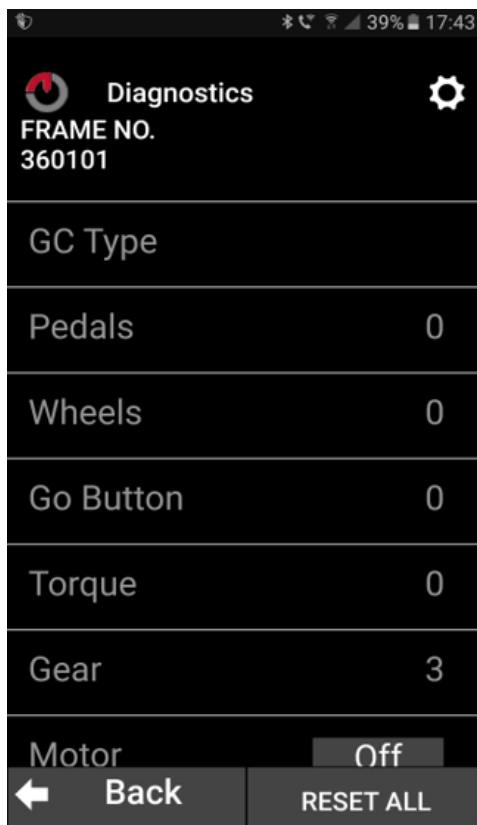 39% 17:43
Diagnostics
FRAME NO.
360101
GC Type
Pedals 0
Wheels 0
Go Button 0
Torque 0
Gear 3
Motor Off
Back RESET ALL